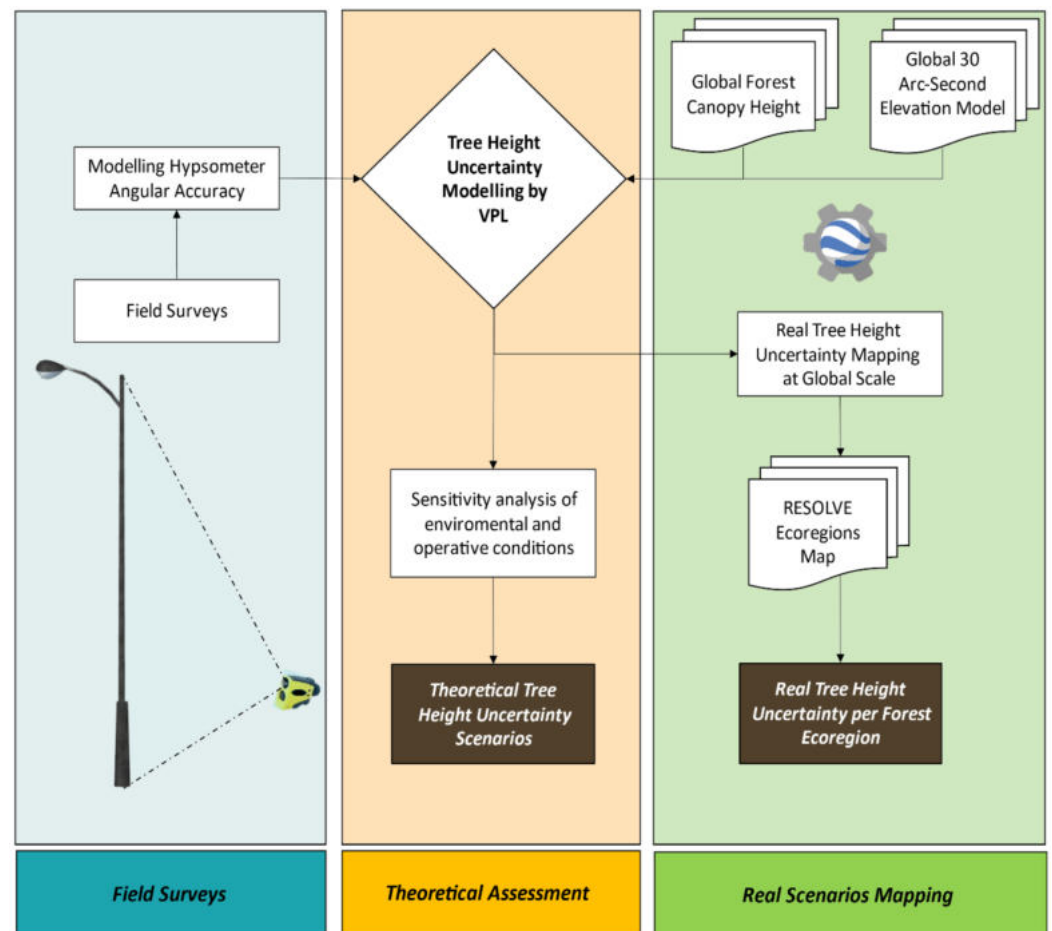 Modelling Hypsometer
Angular Accuracy
Field Surveys
Field Surveys
Tree Height
Uncertainty
Modelling by
VPL
Sensitivity analysis of
enviromental and
operative conditions
Theoretical Tree
Height Uncertainty
Scenarios
Theoretical Assessment
Global Forest
Canopy Height
Global 30
Arc-Second
Elevation Model
Real Tree Height
Uncertainty Mapping
at Global Scale
RESOLVE
Ecoregions
Map
Real Tree Height
Uncertainty per Forest
Ecoregion
Real Scenarios Mapping